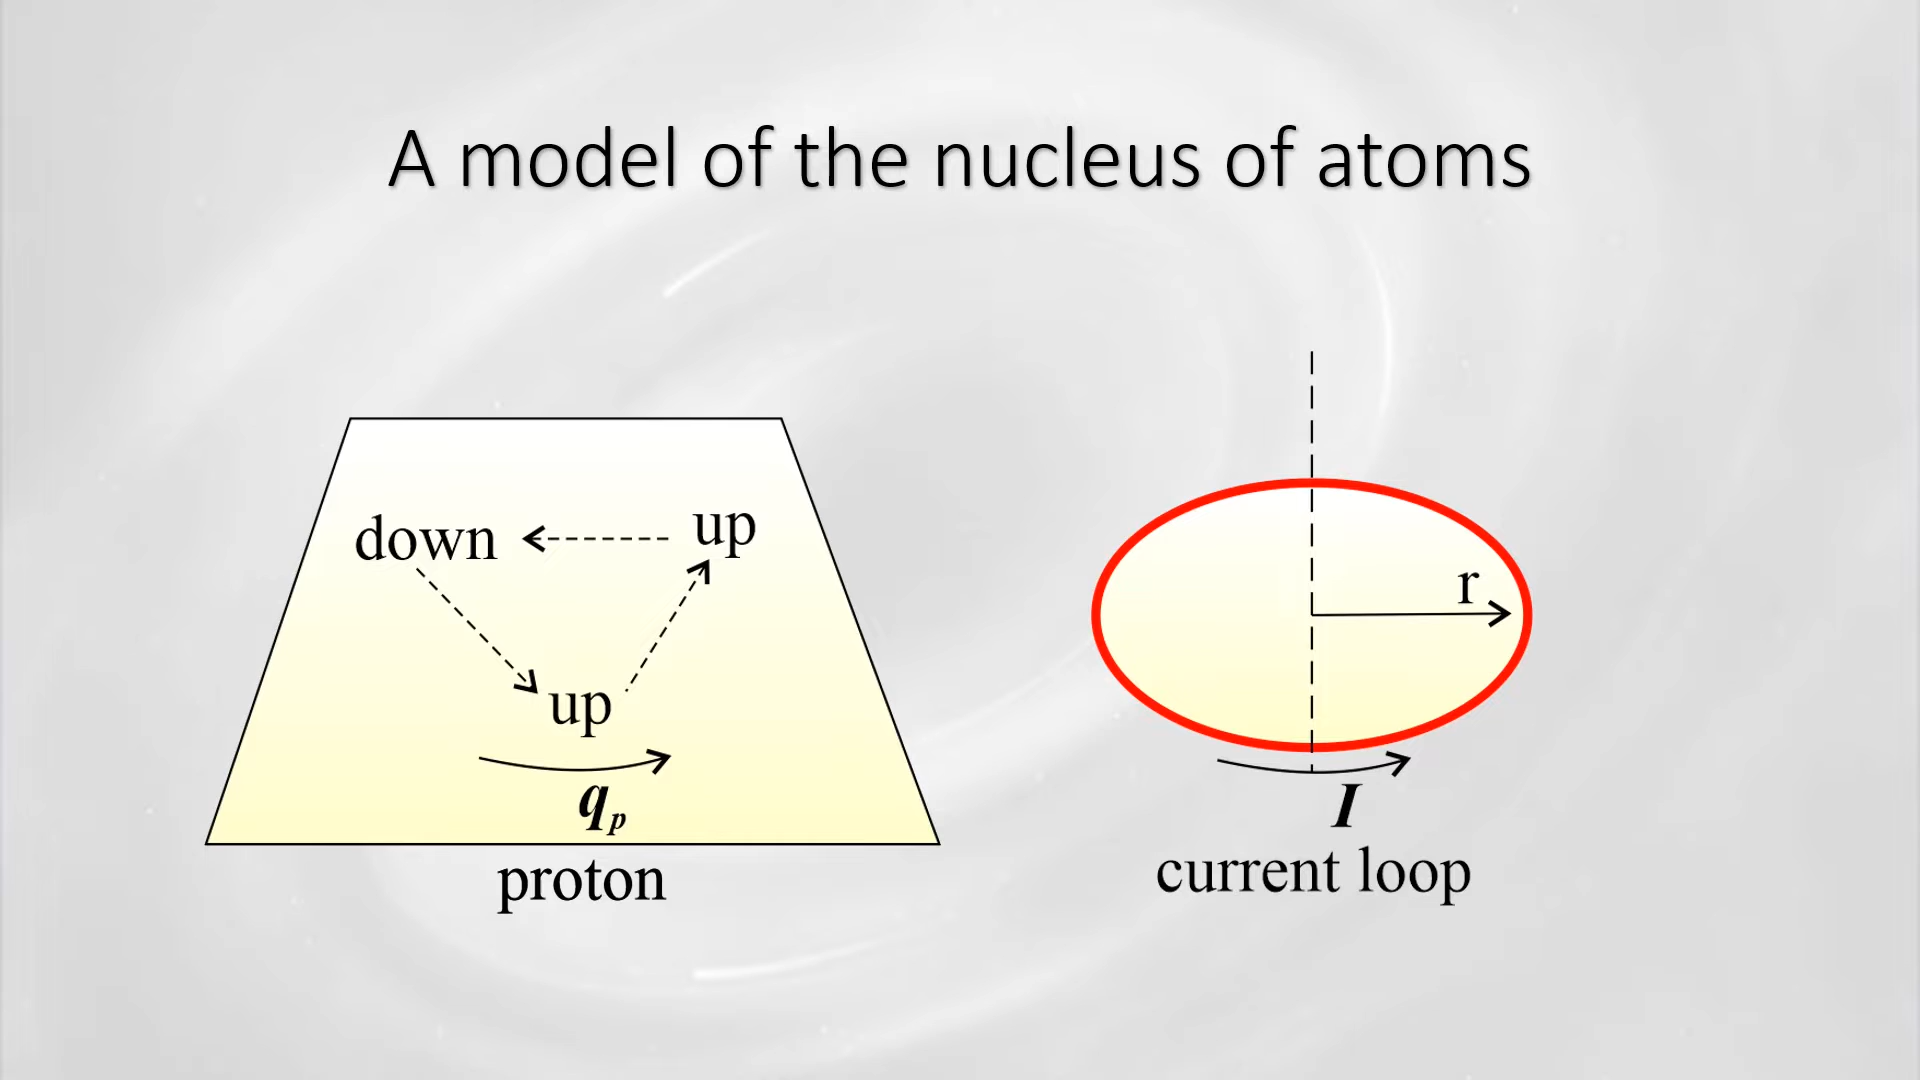 A model of the nucleus of atoms
down
up
up
q_p
proton
r
I
current loop